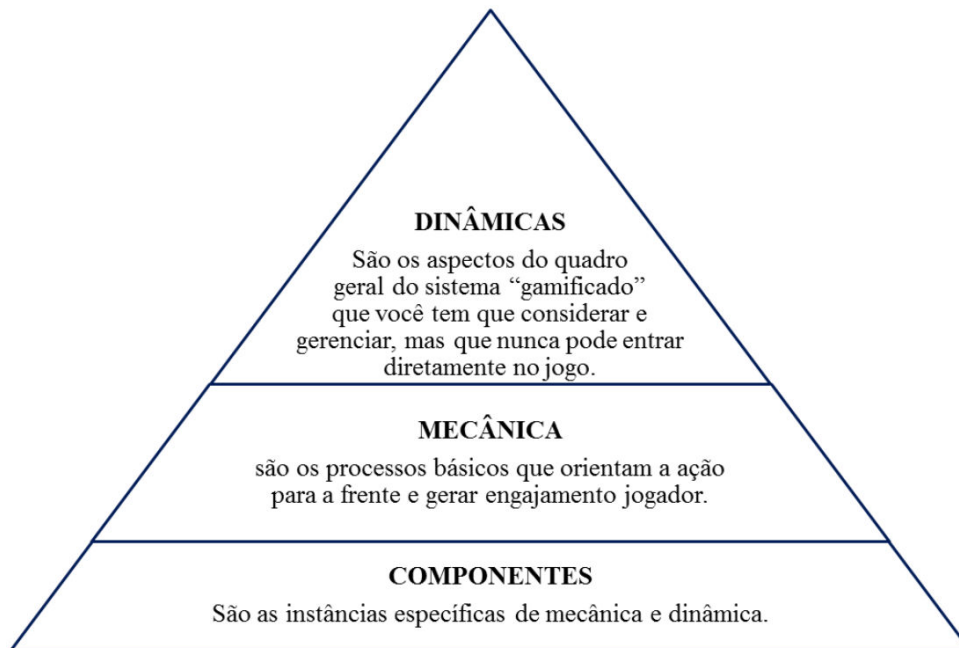 DINÂMICAS
São os aspectos do quadro
geral do sistema “gamificado”
que você tem que considerar e
gerenciar, mas que nunca pode entrar
diretamente no jogo.
MECÂNICA
são os processos básicos que orientam a ação
para a frente e gerar engajamento jogador.
COMPONENTES
São as instâncias específicas de mecânica e dinâmica.